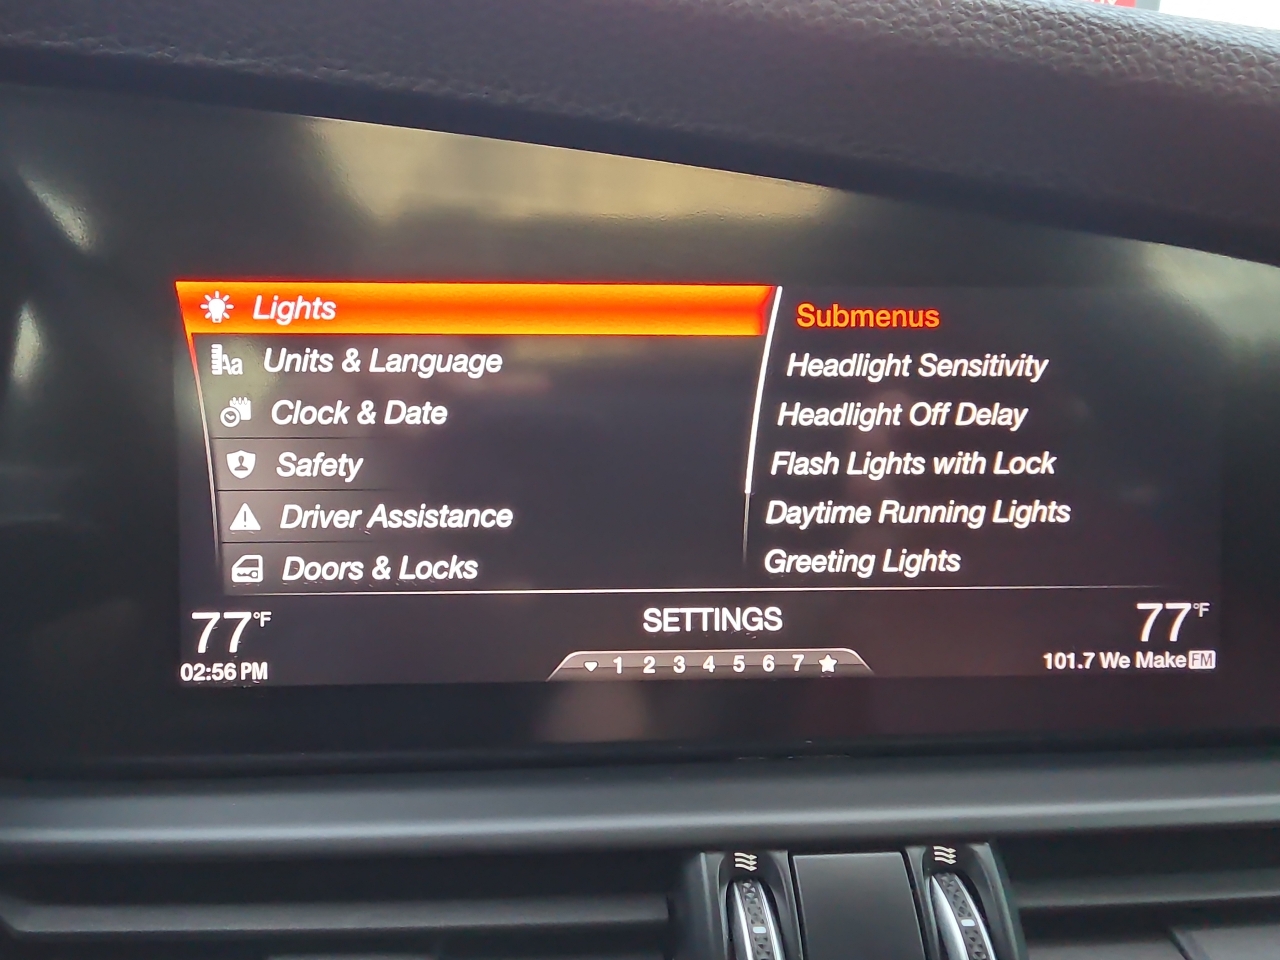 Lights
Units & Language
Clock & Date
Safety
Driver Assistance
Doors & Locks
Submenus
Headlight Sensitivity
Headlight Off Delay
Flash Lights with Lock
Daytime Running Lights
Greeting Lights
77°F
02:56 PM
SETTINGS
1 2 3 4 5 6 7
77°F
101.7 We Make FM